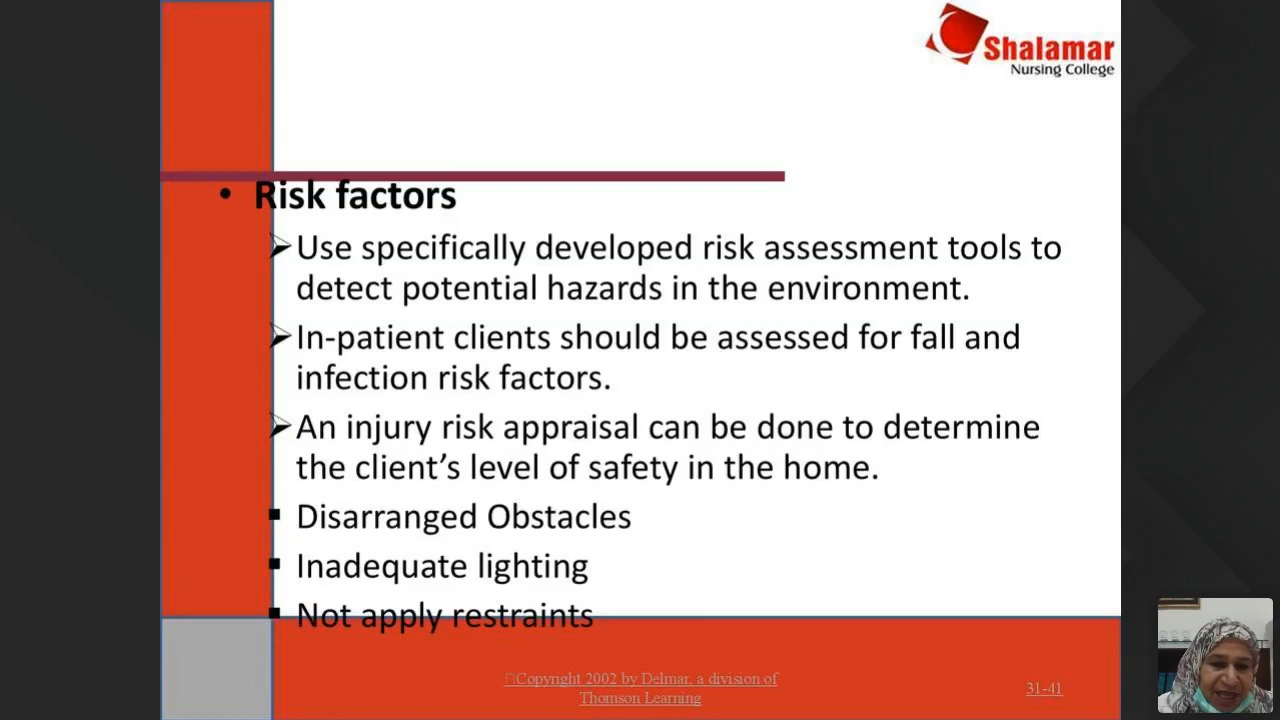 Shalamar
Nursing College
• Risk factors
➢Use specifically developed risk assessment tools to
detect potential hazards in the environment.
➢In-patient clients should be assessed for fall and
infection risk factors.
➢An injury risk appraisal can be done to determine
the client’s level of safety in the home.
▪ Disarranged Obstacles
▪ Inadequate lighting
▪ Not apply restraints
Copyright 2002 by Delmar, a division of
Thomson Learning
31-41